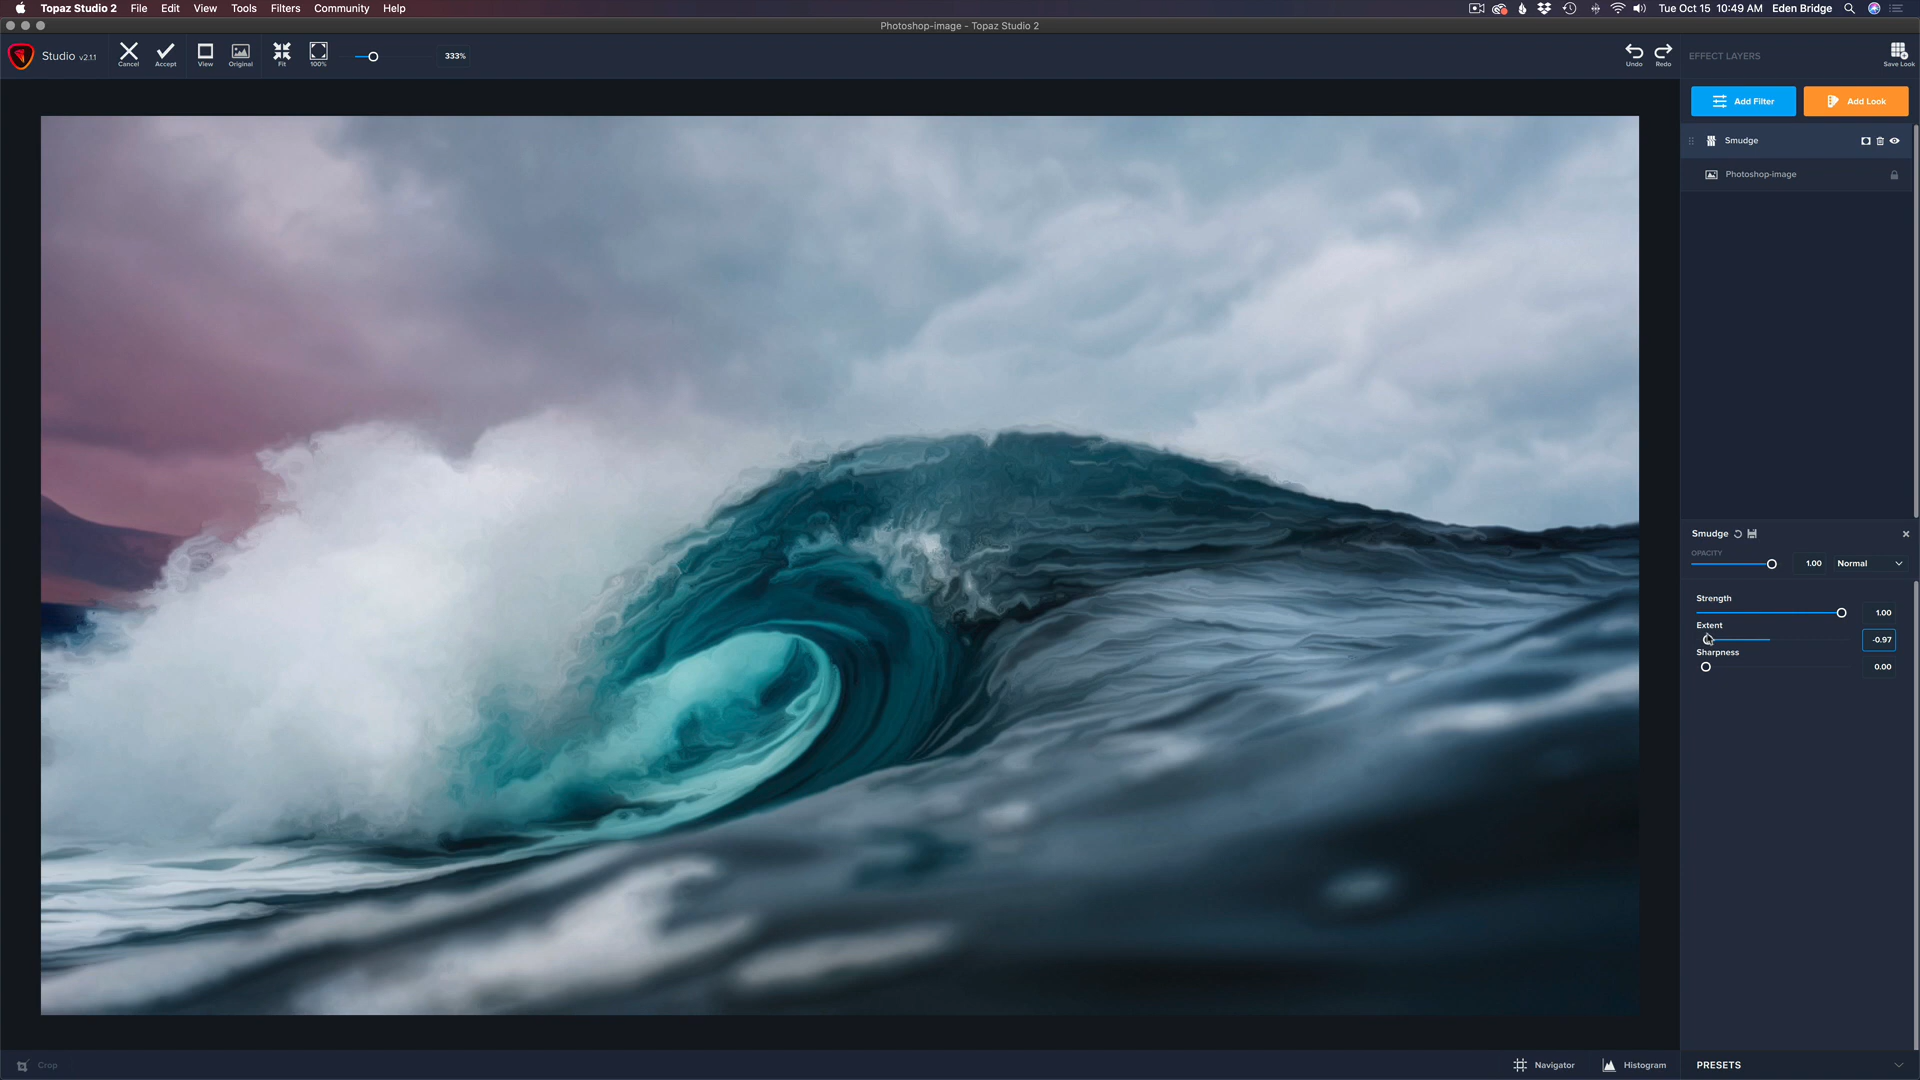 Topaz Studio 2 File Edit View Tools Filters Community Help Tue Oct 15 10:49 AM Eden Bridge
Photoshop-image - Topaz Studio 2
Studio v2.1.1 Cancel Accept View Original Fit 100% 333% Undo Redo EFFECT LAYERS Save Look
Add Filter Add Look
Smudge
Photoshop-image
Smudge
OPACITY
1.00 Normal
Strength
1.00
Extent
-0.97
Sharpness
0.00
Crop Navigator Histogram PRESETS